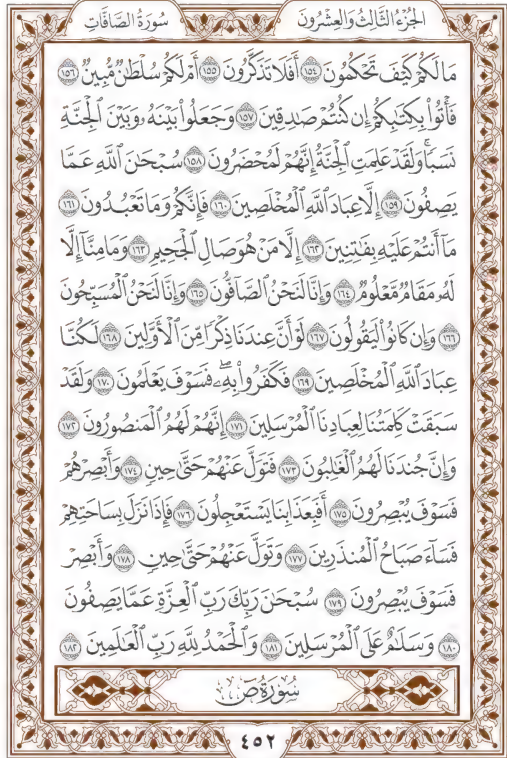 الجزء الثالث والعشرون سورة الصافات
مَا لَكُمْ كَيْفَ تَحْكُمُونَ ١٥٤ أَفَلَا تَذَكَّرُونَ ١٥٥ أَمْ لَكُمْ سُلْطَٰنٌ مُّبِينٌ ١٥٦
فَأْتُوا۟ بِكِتَٰبِكُمْ إِن كُنتُمْ صَٰدِقِينَ ١٥٧ وَجَعَلُوا۟ بَيْنَهُۥ وَبَيْنَ ٱلْجِنَّةِ
نَسَبًا ۚ وَلَقَدْ عَلِمَتِ ٱلْجِنَّةُ إِنَّهُمْ لَمُحْضَرُونَ ١٥٨ سُبْحَٰنَ ٱللَّهِ عَمَّا
يَصِفُونَ ١٥٩ إِلَّا عِبَادَ ٱللَّهِ ٱلْمُخْلَصِينَ ١٦٠ فَإِنَّكُمْ وَمَا تَعْبُدُونَ ١٦١
مَآ أَنتُمْ عَلَيْهِ بِفَٰتِنِينَ ١٦٢ إِلَّا مَنْ هُوَ صَالِ ٱلْجَحِيمِ ١٦٣ وَمَا مِنَّآ إِلَّا
لَهُۥ مَقَامٌ مَّعْلُومٌ ١٦٤ وَإِنَّا لَنَحْنُ ٱلصَّآفُّونَ ١٦٥ وَإِنَّا لَنَحْنُ ٱلْمُسَبِّحُونَ
١٦٦ وَإِن كَانُوا۟ لَيَقُولُونَ ١٦٧ لَوْ أَنَّ عِندَنَا ذِكْرًا مِّنَ ٱلْأَوَّلِينَ ١٦٨ لَكُنَّا
عِبَادَ ٱللَّهِ ٱلْمُخْلَصِينَ ١٦٩ فَكَفَرُوا۟ بِهِۦ ۖ فَسَوْفَ يَعْلَمُونَ ١٧٠ وَلَقَدْ
سَبَقَتْ كَلِمَتُنَا لِعِبَادِنَا ٱلْمُرْسَلِينَ ١٧١ إِنَّهُمْ لَهُمُ ٱلْمَنصُورُونَ ١٧٢
وَإِنَّ جُندَنَا لَهُمُ ٱلْغَٰلِبُونَ ١٧٣ فَتَوَلَّ عَنْهُمْ حَتَّىٰ حِينٍ ١٧٤ وَأَبْصِرْهُمْ
فَسَوْفَ يُبْصِرُونَ ١٧٥ أَفَبِعَذَابِنَا يَسْتَعْجِلُونَ ١٧٦ فَإِذَا نَزَلَ بِسَاحَتِهِمْ
فَسَآءَ صَبَاحُ ٱلْمُنذَرِينَ ١٧٧ وَتَوَلَّ عَنْهُمْ حَتَّىٰ حِينٍ ١٧٨ وَأَبْصِرْ
فَسَوْفَ يُبْصِرُونَ ١٧٩ سُبْحَٰنَ رَبِّكَ رَبِّ ٱلْعِزَّةِ عَمَّا يَصِفُونَ
١٨٠ وَسَلَٰمٌ عَلَى ٱلْمُرْسَلِينَ ١٨١ وَٱلْحَمْدُ لِلَّهِ رَبِّ ٱلْعَٰلَمِينَ ١٨٢
سُورَةُ صٓ
٤٥٢